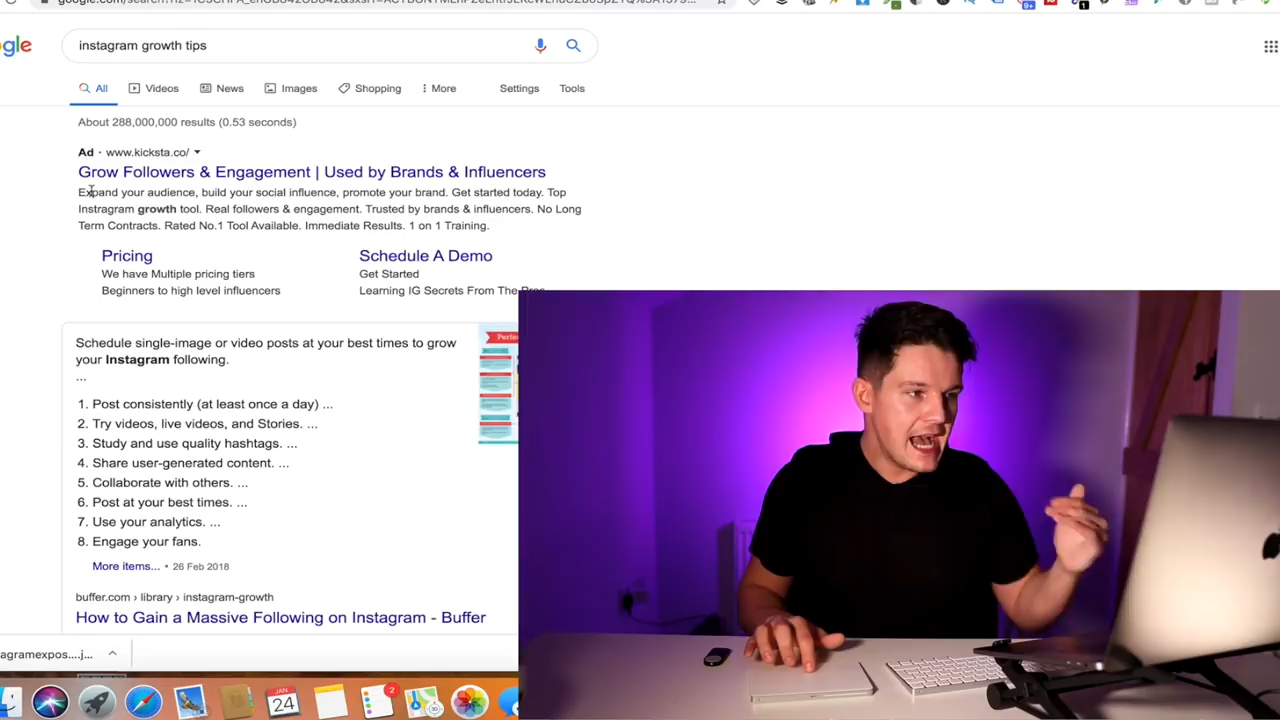 instagram growth tips
All Videos News Images Shopping More Settings Tools
About 288,000,000 results (0.53 seconds)
Ad · www.kicksta.co/
Grow Followers & Engagement | Used by Brands & Influencers
Expand your audience, build your social influence, promote your brand. Get started today. Top
Instragram growth tool. Real followers & engagement. Trusted by brands & influencers. No Long
Term Contracts. Rated No.1 Tool Available. Immediate Results. 1 on 1 Training.
Pricing
We have Multiple pricing tiers
Beginners to high level influencers
Schedule A Demo
Get Started
Learning IG Secrets From The Pros
Schedule single-image or video posts at your best times to grow
your Instagram following.
...
1. Post consistently (at least once a day) ...
2. Try videos, live videos, and Stories. ...
3. Study and use quality hashtags. ...
4. Share user-generated content. ...
5. Collaborate with others. ...
6. Post at your best times. ...
7. Use your analytics. ...
8. Engage your fans.
More items... • 26 Feb 2018
buffer.com › library › instagram-growth
How to Gain a Massive Following on Instagram - Buffer
agramexpos....j...
JAN
24
2